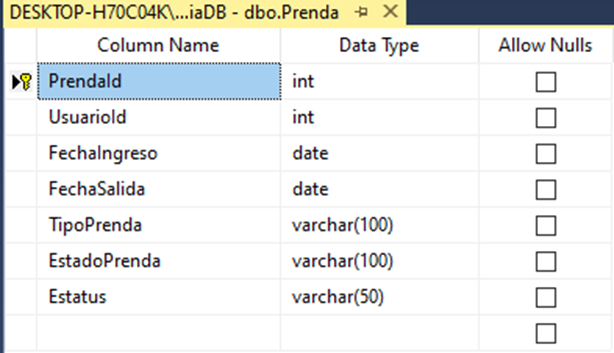 DESKTOP-H70C04K\...iaDB - dbo.Prenda
Column Name Data Type Allow Nulls
PrendaId int
UsuarioId int
FechaIngreso date
FechaSalida date
TipoPrenda varchar(100)
EstadoPrenda varchar(100)
Estatus varchar(50)